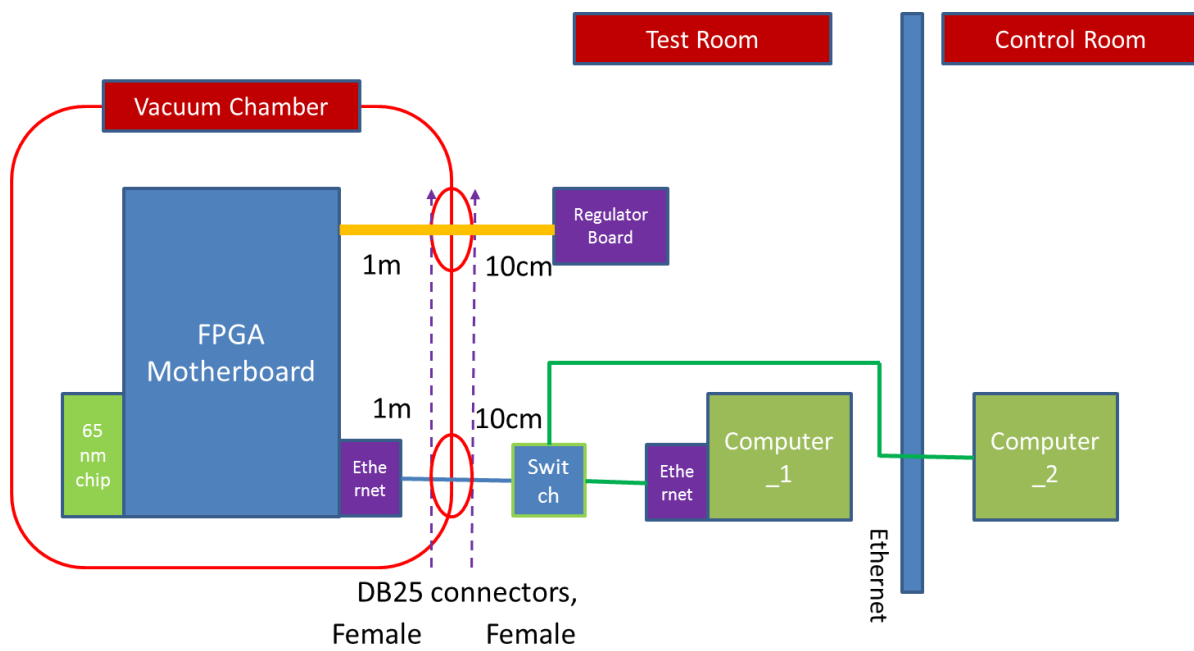 Test Room
Control Room
Vacuum Chamber
Regulator
Board
1m
10cm
FPGA
Motherboard
1m
10cm
65
nm
chip
Ethe
rnet
Swit
ch
Ethe
rnet
Computer
_1
Computer
_2
Ethernet
DB25 connectors,
Female
Female